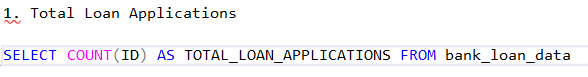 1. Total Loan Applications
SELECT COUNT(ID) AS TOTAL_LOAN_APPLICATIONS FROM bank_loan_data